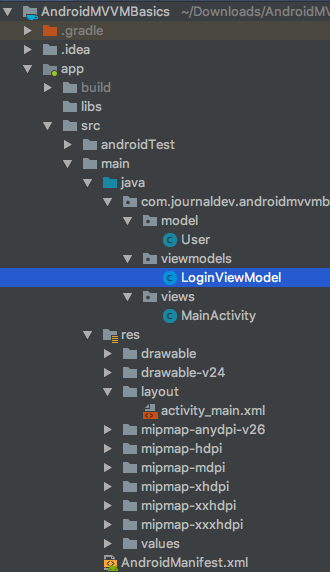 AndroidMVVMBasics ~/Downloads/AndroidMV
.gradle
.idea
app
build
libs
src
androidTest
main
java
com.journaldev.androidmvvmb
model
User
viewmodels
LoginViewModel
views
MainActivity
res
drawable
drawable-v24
layout
activity_main.xml
mipmap-anydpi-v26
mipmap-hdpi
mipmap-mdpi
mipmap-xhdpi
mipmap-xxhdpi
mipmap-xxxhdpi
values
AndroidManifest.xml